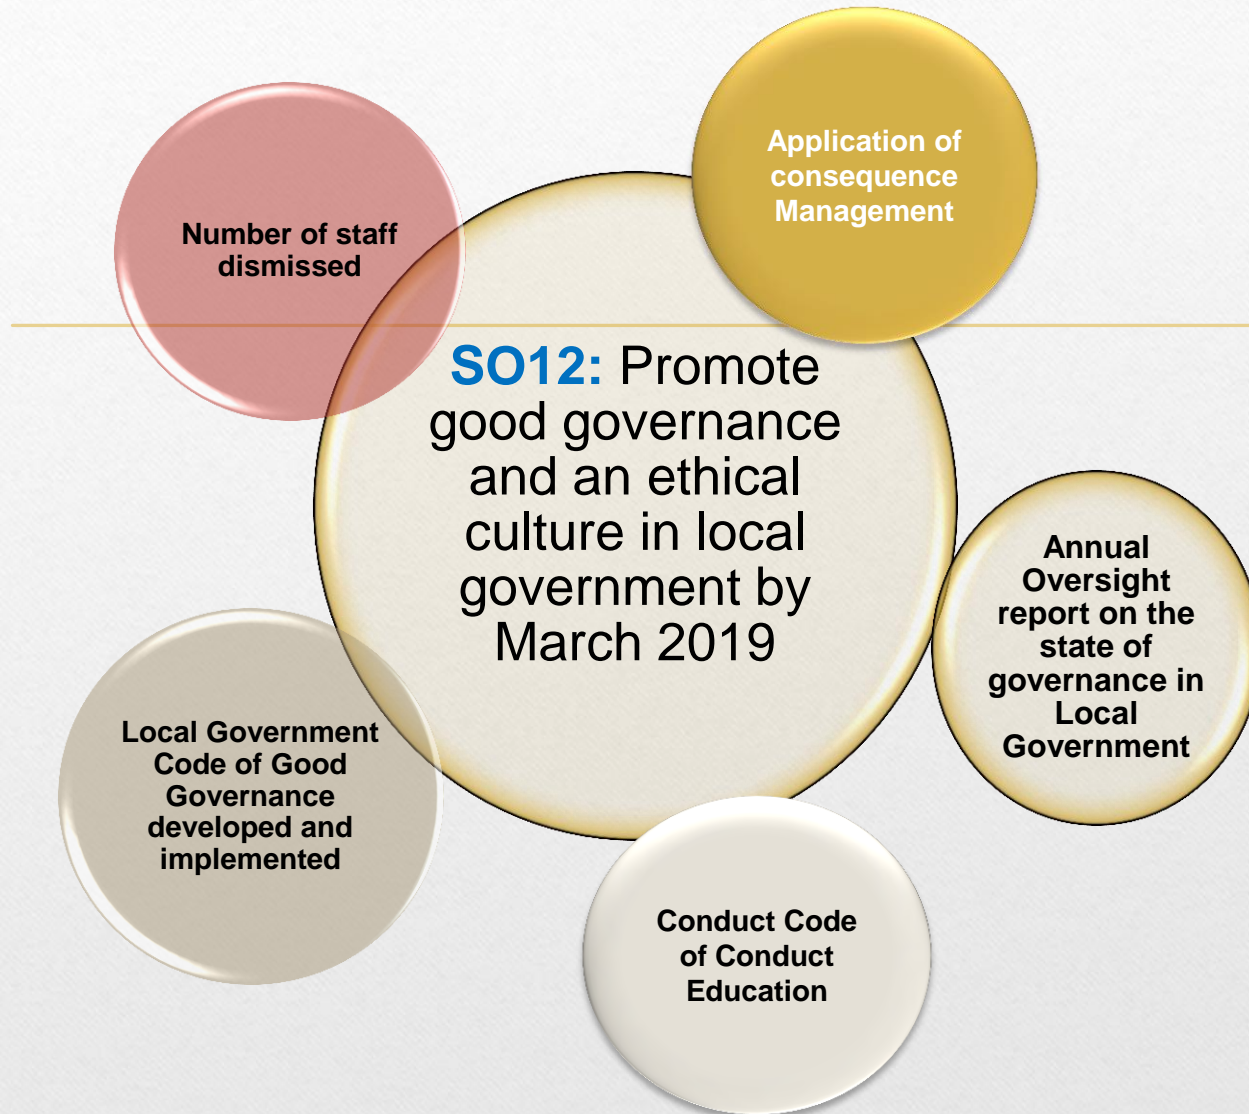 Application of
consequence
Management
Number of staff
dismissed
SO12: Promote
good governance
and an ethical
culture in local
government by
March 2019
Annual
Oversight
report on the
state of
governance in
Local
Government
Local Government
Code of Good
Governance
developed and
implemented
Conduct Code
of Conduct
Education